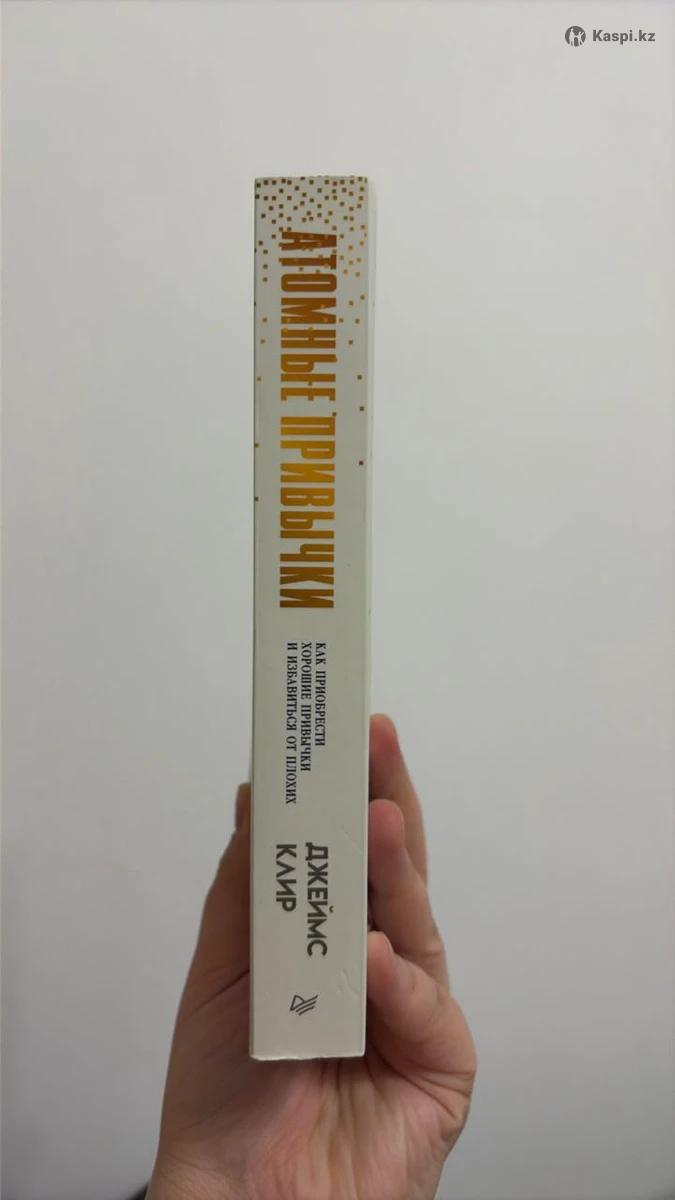 Kaspi.kz
АТОМНЫЕ ПРИВЫЧКИ
КАК ПРИОБРЕСТИ
ХОРОШИЕ ПРИВЫЧКИ
И ИЗБАВИТЬСЯ ОТ ПЛОХИХ
ДЖЕЙМС
КЛИР